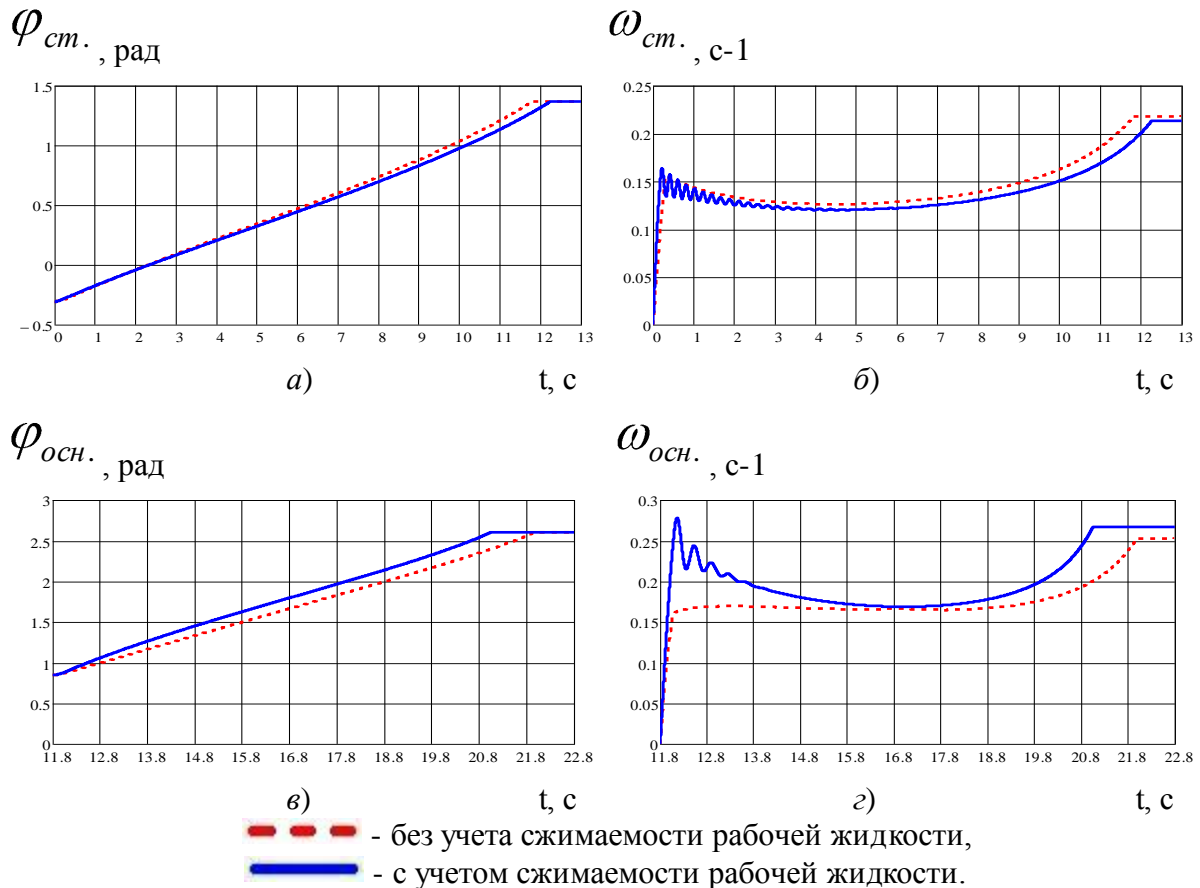 φст. , рад
ωст. , с-1
1.5
1
0.5
0
– 0.5
0 1 2 3 4 5 6 7 8 9 10 11 12 13
0.25
0.2
0.15
0.1
0.05
0
0 1 2 3 4 5 6 7 8 9 10 11 12 13
а) t, с
б) t, с
φосн. , рад
ωосн. , с-1
3
2.5
2
1.5
1
0.5
0
11.8 12.8 13.8 14.8 15.8 16.8 17.8 18.8 19.8 20.8 21.8 22.8
0.3
0.25
0.2
0.15
0.1
0.05
0
11.8 12.8 13.8 14.8 15.8 16.8 17.8 18.8 19.8 20.8 21.8 22.8
в) t, с
г) t, с
- без учета сжимаемости рабочей жидкости,
- с учетом сжимаемости рабочей жидкости.